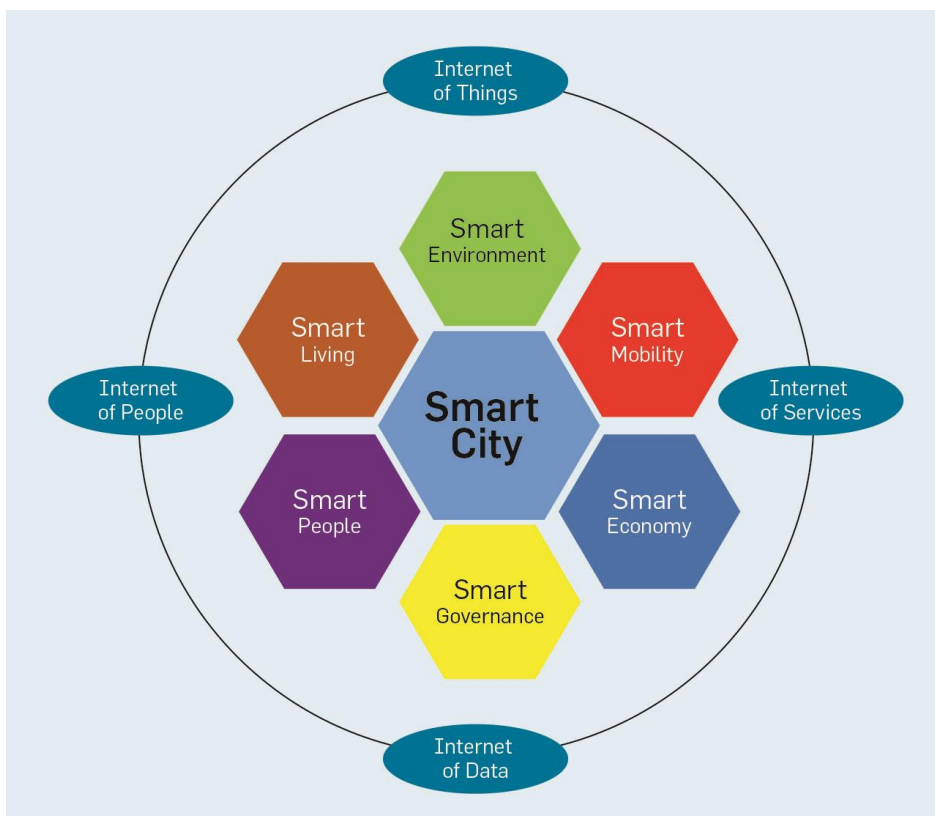 Internet
of Things
Smart
Environment
Smart
Living
Smart
Mobility
Internet
of People
Smart
City
Internet
of Services
Smart
People
Smart
Economy
Smart
Governance
Internet
of Data